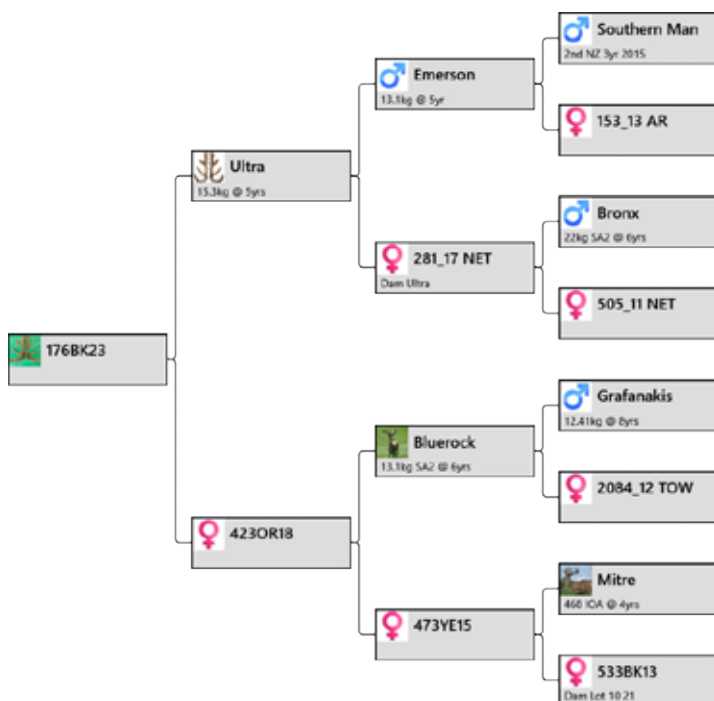 Southern Man
2nd NZ 3yr 2015
Emerson
13.1kg @ 5yr
153_13 AR
Ultra
15.3kg @ 5yrs
Bronx
22kg SA2 @ 6yrs
281_17 NET
Dam Ultra
505_11 NET
176BK23
Grafanakis
12.41kg @ 8yrs
Bluerock
13.1kg SA2 @ 6yrs
2084_12 TOW
423OR18
Mitre
468 IOA @ 4yrs
473YE15
533BK13
Dam Lot 10 21